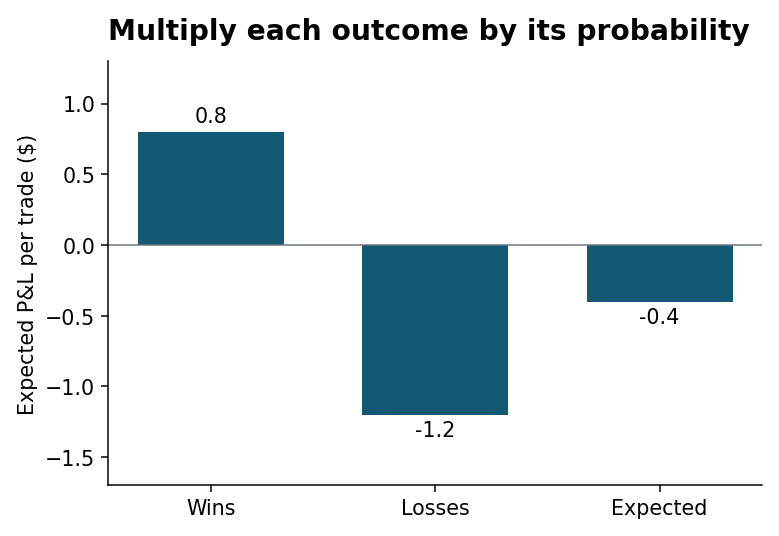 Multiply each outcome by its probability
Expected P&L per trade ($)
1.0
0.5
0.0
−0.5
−1.0
−1.5
0.8
-1.2
-0.4
Wins
Losses
Expected